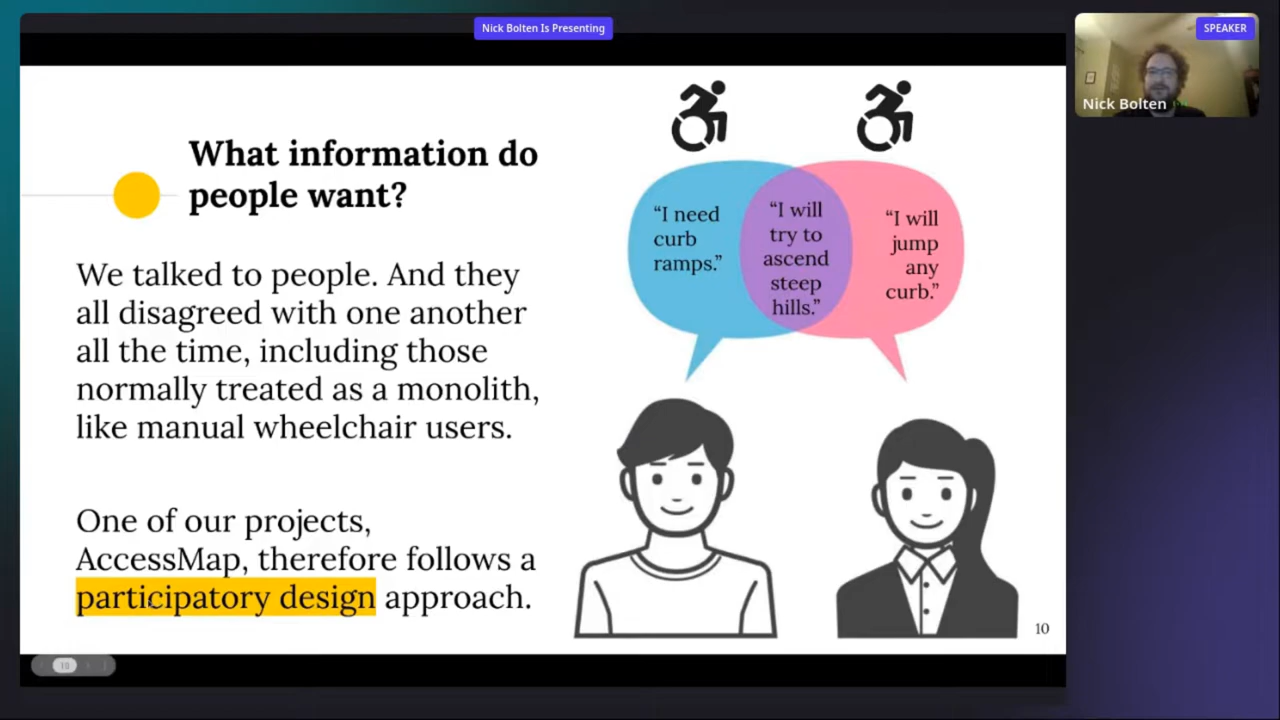 Nick Bolten Is Presenting
SPEAKER
Nick Bolten
What information do
people want?
We talked to people. And they
all disagreed with one another
all the time, including those
normally treated as a monolith,
like manual wheelchair users.
One of our projects,
AccessMap, therefore follows a
participatory design approach.
“I need
curb
ramps.”
“I will
try to
ascend
steep
hills.”
“I will
jump
any
curb.”
10
10